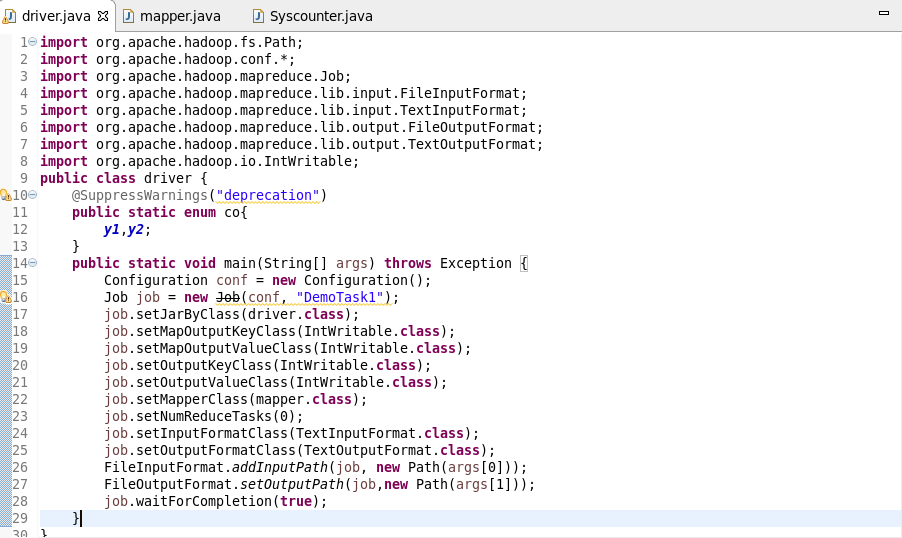 driver.java mapper.java Syscounter.java
1 import org.apache.hadoop.fs.Path;
2 import org.apache.hadoop.conf.*;
3 import org.apache.hadoop.mapreduce.Job;
4 import org.apache.hadoop.mapreduce.lib.input.FileInputFormat;
5 import org.apache.hadoop.mapreduce.lib.input.TextInputFormat;
6 import org.apache.hadoop.mapreduce.lib.output.FileOutputFormat;
7 import org.apache.hadoop.mapreduce.lib.output.TextOutputFormat;
8 import org.apache.hadoop.io.IntWritable;
9 public class driver {
10 @SuppressWarnings("deprecation")
11 public static enum co{
12 y1,y2;
13 }
14 public static void main(String[] args) throws Exception {
15 Configuration conf = new Configuration();
16 Job job = new Job(conf, "DemoTask1");
17 job.setJarByClass(driver.class);
18 job.setMapOutputKeyClass(IntWritable.class);
19 job.setMapOutputValueClass(IntWritable.class);
20 job.setOutputKeyClass(IntWritable.class);
21 job.setOutputValueClass(IntWritable.class);
22 job.setMapperClass(mapper.class);
23 job.setNumReduceTasks(0);
24 job.setInputFormatClass(TextInputFormat.class);
25 job.setOutputFormatClass(TextOutputFormat.class);
26 FileInputFormat.addInputPath(job, new Path(args[0]));
27 FileOutputFormat.setOutputPath(job,new Path(args[1]));
28 job.waitForCompletion(true);
29 }
30 }